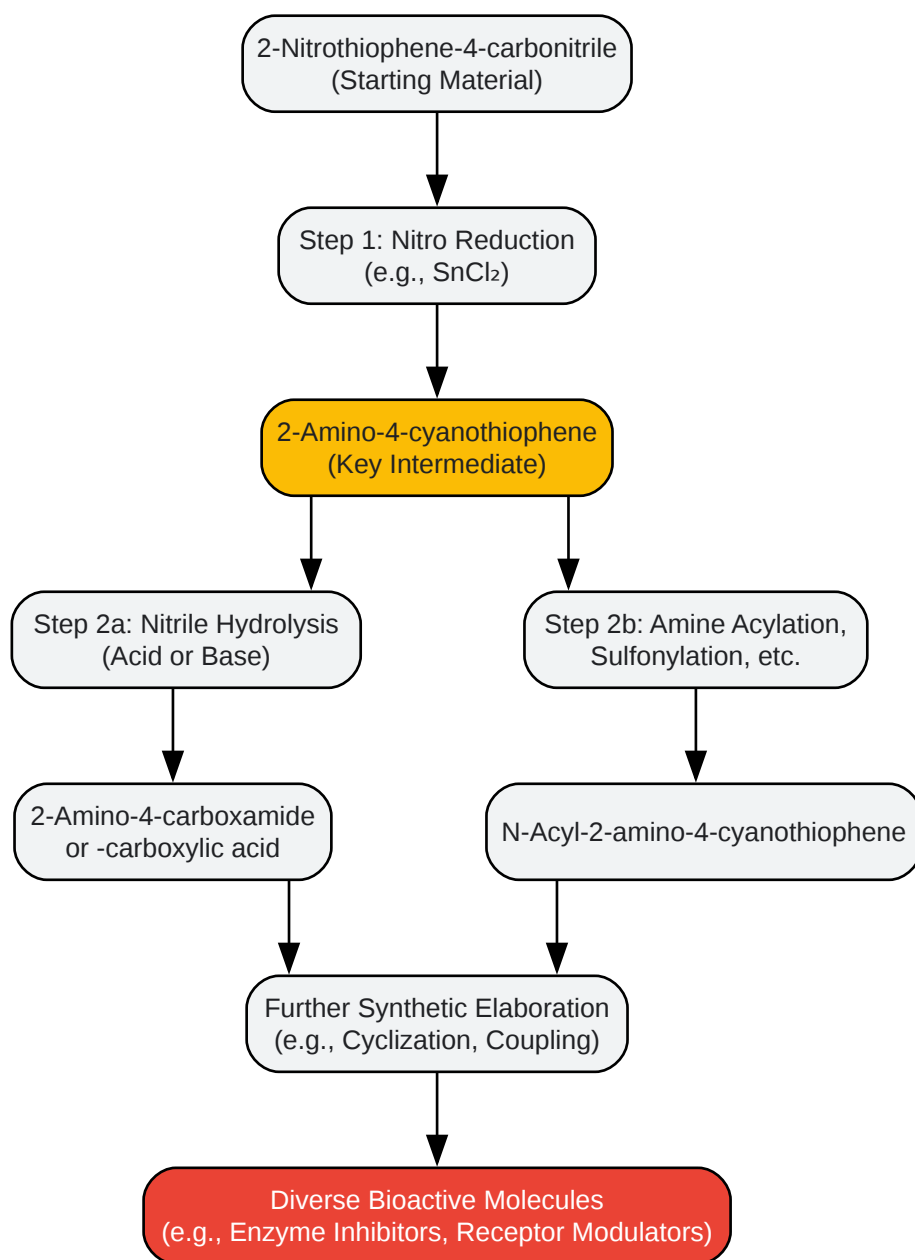 2-Nitrothiophene-4-carbonitrile
(Starting Material)
Step 1: Nitro Reduction
(e.g., SnCl₂)
2-Amino-4-cyanothiophene
(Key Intermediate)
Step 2a: Nitrile Hydrolysis
(Acid or Base)
Step 2b: Amine Acylation,
Sulfonylation, etc.
2-Amino-4-carboxamide
or -carboxylic acid
N-Acyl-2-amino-4-cyanothiophene
Further Synthetic Elaboration
(e.g., Cyclization, Coupling)
Diverse Bioactive Molecules
(e.g., Enzyme Inhibitors, Receptor Modulators)